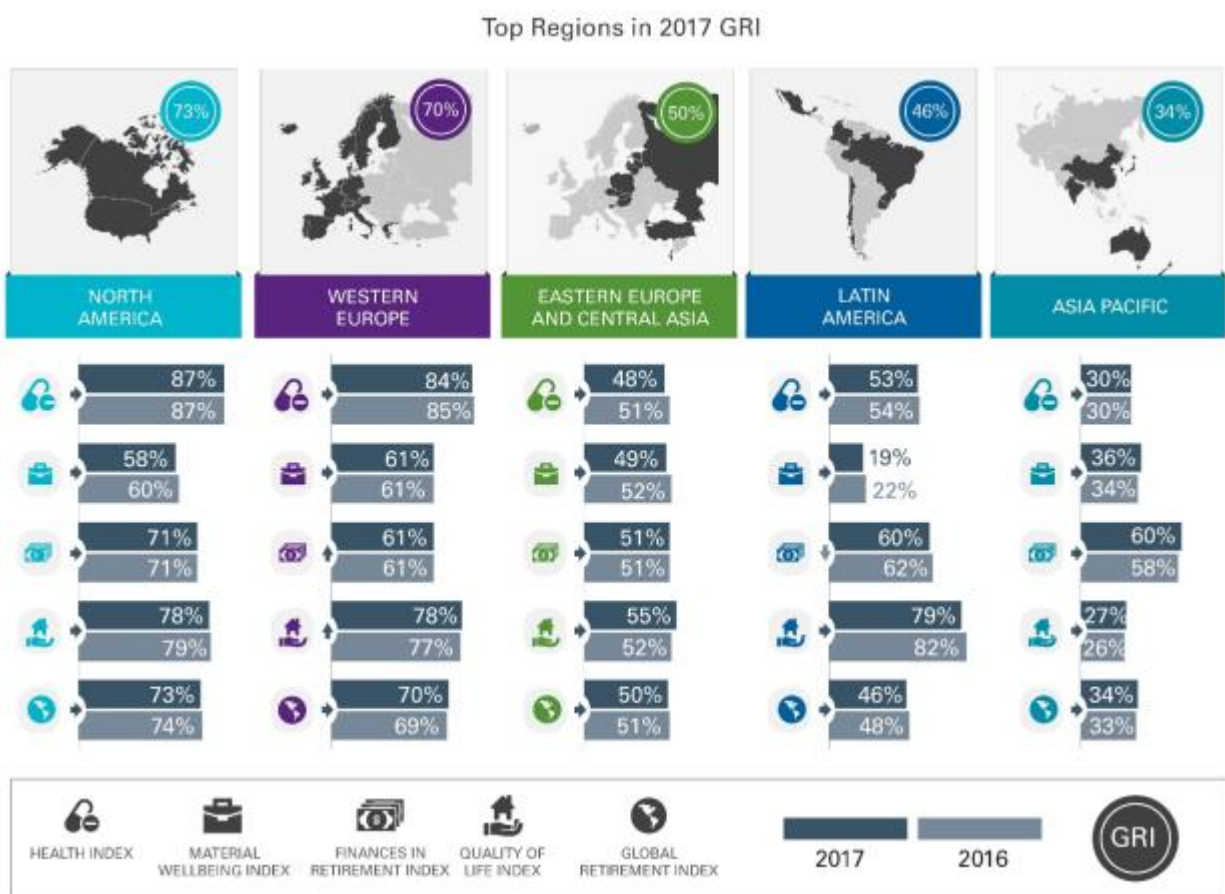 Top Regions in 2017 GRI
73%
70%
50%
46%
34%
NORTH
AMERICA
WESTERN
EUROPE
EASTERN EUROPE
AND CENTRAL ASIA
LATIN
AMERICA
ASIA PACIFIC
87%
87%
58%
60%
71%
71%
78%
79%
73%
74%
84%
85%
61%
61%
61%
61%
78%
77%
70%
69%
48%
51%
49%
52%
51%
51%
55%
52%
50%
51%
53%
54%
19%
22%
60%
62%
79%
82%
46%
48%
30%
30%
36%
34%
60%
58%
27%
26%
34%
33%
HEALTH INDEX
MATERIAL
WELLBEING INDEX
FINANCES IN
RETIREMENT INDEX
QUALITY OF
LIFE INDEX
GLOBAL
RETIREMENT INDEX
2017
2016
GRI